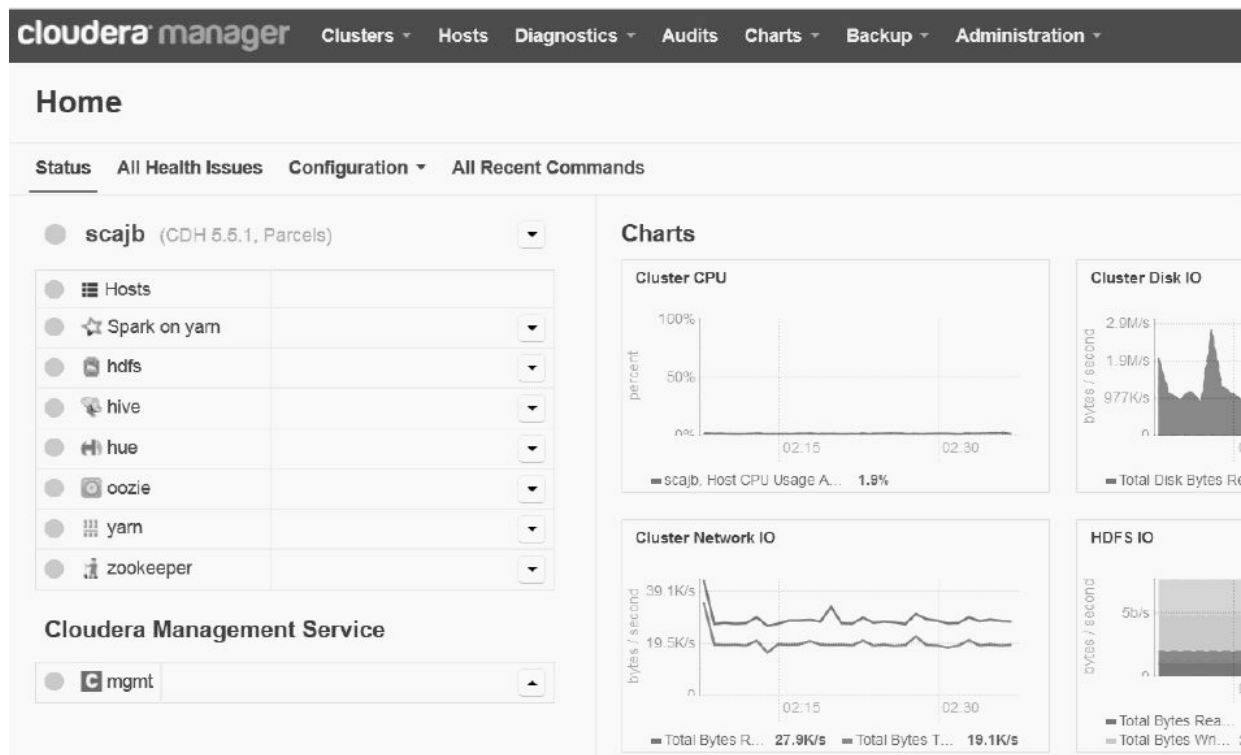 cloudera manager Clusters Hosts Diagnostics Audits Charts Backup Administration
Home
Status All Health Issues Configuration All Recent Commands
scajb (CDH 5.5.1, Parcels)
Hosts
Spark on yarn
hdfs
hive
hue
oozie
yarn
zookeeper
Cloudera Management Service
C mgmt
Charts
Cluster CPU
percent
100%
50%
0%
02:15 02:30
scajb, Host CPU Usage A... 1.9%
Cluster Disk IO
bytes / second
2.9M/s
1.9M/s
977K/s
0
Total Disk Bytes Re
Cluster Network IO
bytes / second
39.1K/s
19.5K/s
0
02:15 02:30
Total Bytes R... 27.9K/s Total Bytes T... 19.1K/s
HDFS IO
bytes / second
5b/s
0
Total Bytes Rea...
Total Bytes Wri...